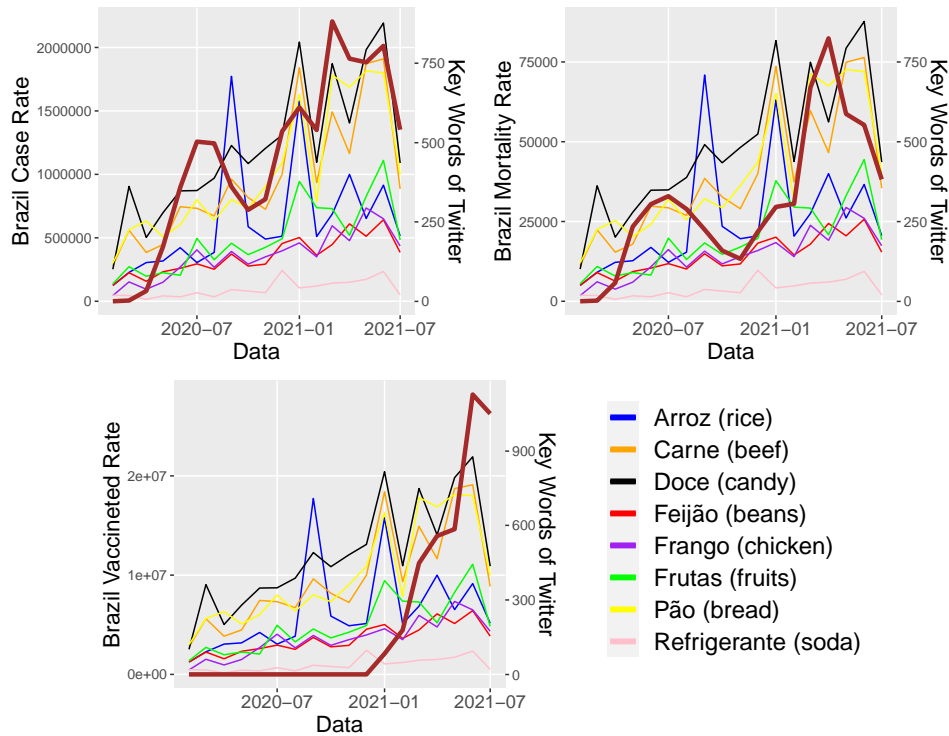 Brazil Case Rate
2000000
1500000
1000000
500000
0
750
500
250
0
Key Words of Twitter
2020−07
2021−01
2021−07
Data
Brazil Mortality Rate
75000
50000
25000
0
750
500
250
0
Key Words of Twitter
2020−07
2021−01
2021−07
Data
Brazil Vaccineted Rate
2e+07
1e+07
0e+00
900
600
300
0
Key Words of Twitter
2020−07
2021−01
2021−07
Data
Arroz (rice)
Carne (beef)
Doce (candy)
Feijão (beans)
Frango (chicken)
Frutas (fruits)
Pão (bread)
Refrigerante (soda)